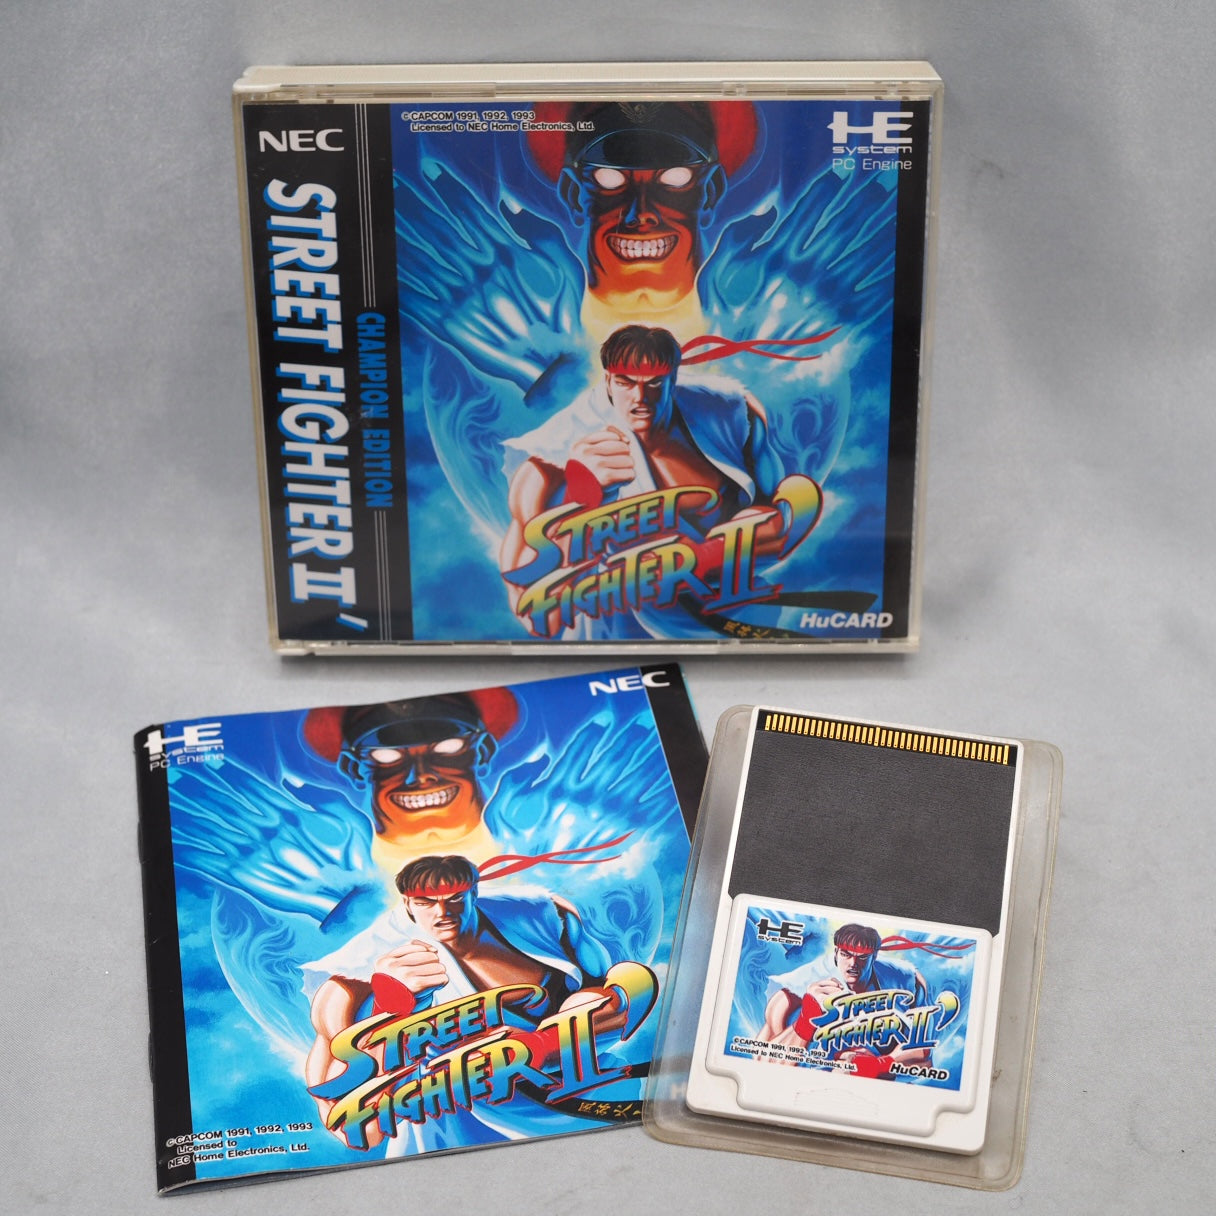 NEC
STREET FIGHTER II'
CHAMPION EDITION
©CAPCOM 1991, 1992, 1993
Licensed to NEC Home Electronics, Ltd.
HE
system
PC Engine
STREET
FIGHTER II'
HuCARD
NEC
HE
system
PC Engine
STREET
FIGHTER II'
©CAPCOM 1991, 1992, 1993
Licensed to
NEC Home Electronics, Ltd.
H
HE
system
STREET
FIGHTER II'
©CAPCOM 1991, 1992, 1993
Licensed to NEC Home Electronics, Ltd.
HuCARD